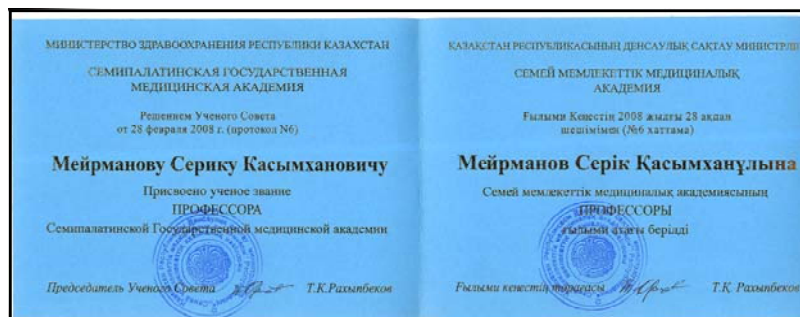 МИНИСТЕРСТВО ЗДРАВООХРАНЕНИЯ РЕСПУБЛИКИ КАЗАХСТАН
СЕМИПАЛАТИНСКАЯ ГОСУДАРСТВЕННАЯ
МЕДИЦИНСКАЯ АКАДЕМИЯ
Решением Ученого Совета
от 28 февраля 2008 г. (протокол N6)
Мейрманову Серику Касымхановичу
Присвоено ученое звание
ПРОФЕССОРА
Семипалатинской Государственной медицинской академии
Председатель Ученого Совета Т.К.Рахыпбеков
ҚАЗАҚСТАН РЕСПУБЛИКАСЫНЫҢ ДЕНСАУЛЫҚ САҚТАУ МИНИСТРЛІ
СЕМЕЙ МЕМЛЕКЕТТІК МЕДИЦИНАЛЫҚ
АКАДЕМИЯ
Ғылыми Кеңестің 2008 жылғы 28 ақпан
шешімімен (№6 хаттама)
Мейрманов Серік Қасымханұлына
Семей мемлекеттік медициналық академиясының
ПРОФЕССОРЫ
ғылыми атағы берілді
Ғылыми кеңестің төрағасы Т.Қ. Рахыпбеков